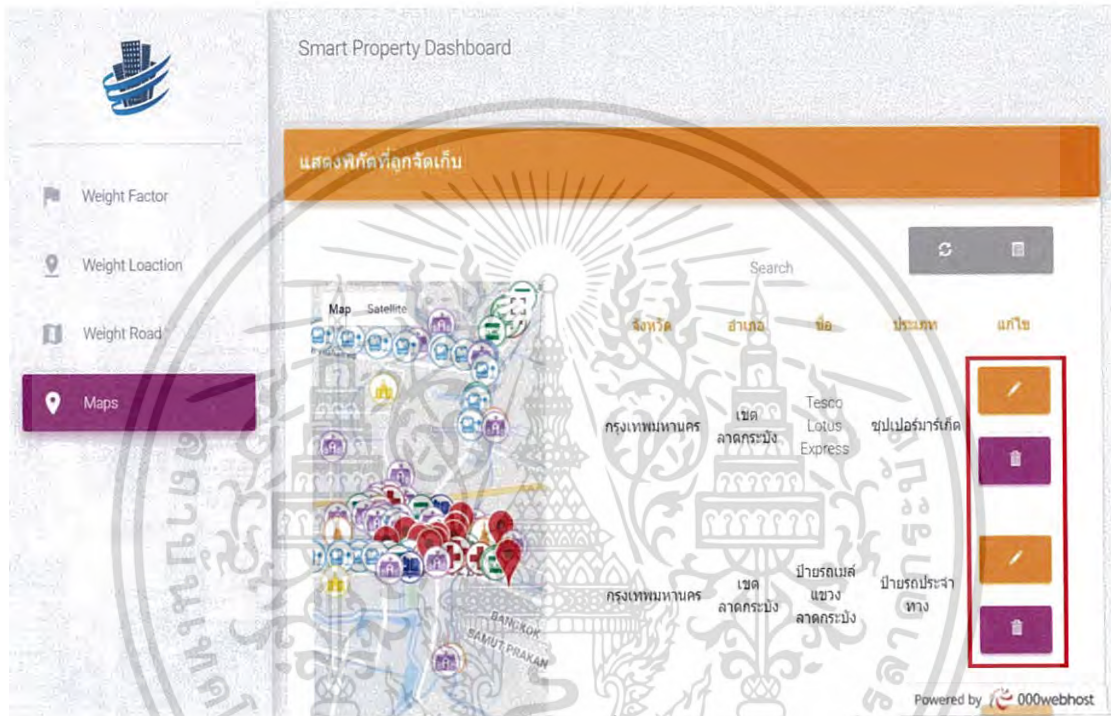 Smart Property Dashboard
แสดงพิกัดที่ถูกจัดเก็บ
Weight Factor
Weight Loaction
Weight Road
Maps
Search
Map Satellite
จังหวัด อำเภอ ชื่อ ประเภท แก้ไข
กรุงเทพมหานคร
เขต
ลาดกระบัง
Tesco
Lotus
Express
ซุปเปอร์มาร์เก็ต
กรุงเทพมหานคร
เขต
ลาดกระบัง
ป้ายรถเมล์
แขวง
ลาดกระบัง
ป้ายรถประจำ
ทาง
BANGKOK
SAMUT PRAKAN
Powered by 000webhost